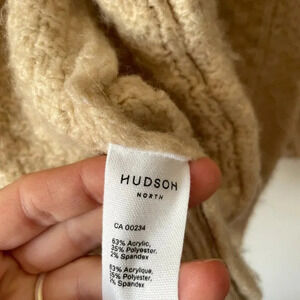 HUDSON
NORTH
CA 00234
63% Acrylic,
35% Polyester,
2% Spandex
63% Acrylique,
35% Polyester,
2% Spandex